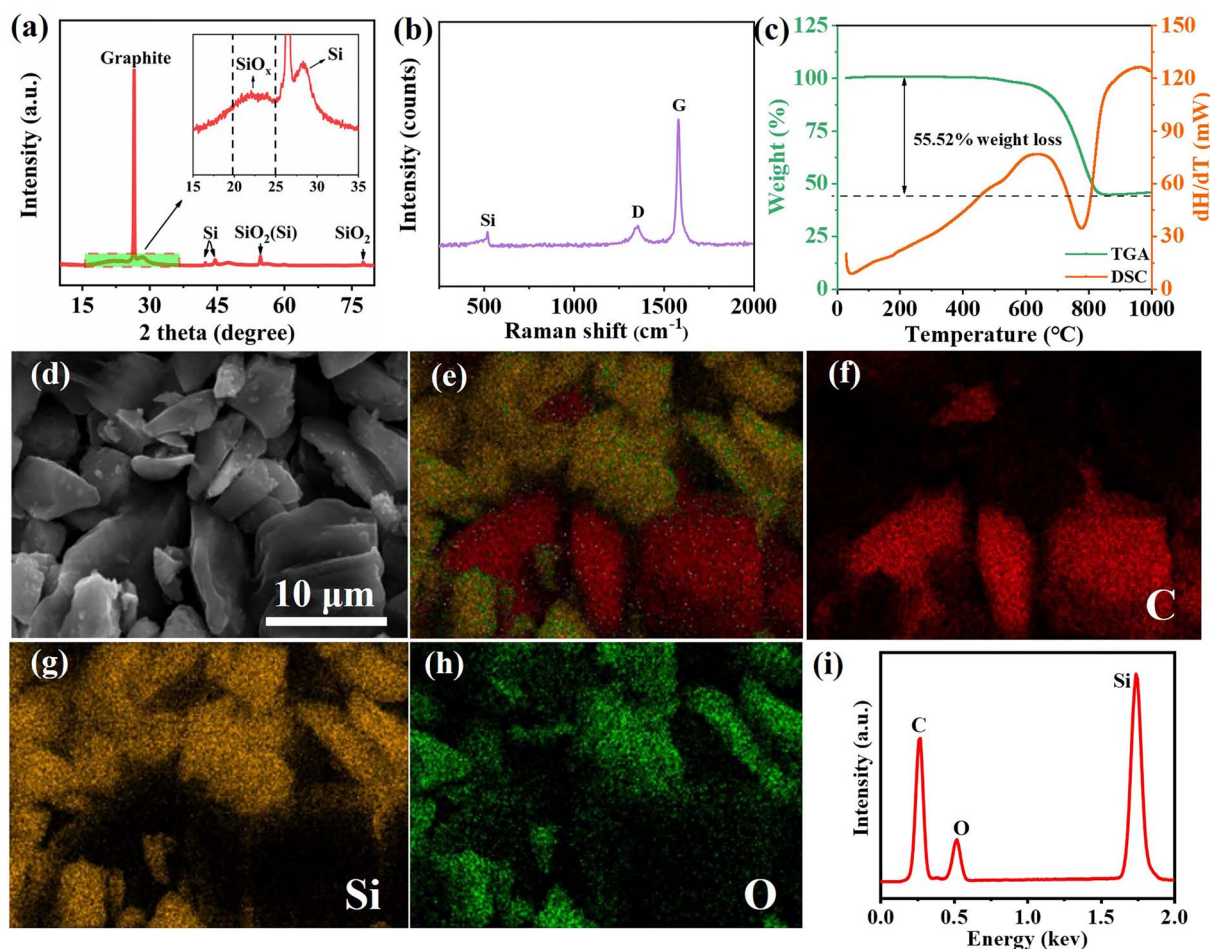 (a)
Graphite
SiOx
Si
15 20 25 30 35
Si
SiO2(Si)
SiO2
Intensity (a.u.)
15 30 45 60 75
2 theta (degree)
(b)
G
D
Si
Intensity (counts)
500 1000 1500 2000
Raman shift (cm-1)
(c)
125
100
75
50
25
0
Weight (%)
150
120
90
60
30
0
dH/dT (mW)
55.52% weight loss
TGA
DSC
0 200 400 600 800 1000
Temperature (°C)
(d)
10 μm
(e)
(f)
C
(g)
Si
(h)
O
(i)
Si
C
O
Intensity (a.u.)
0.0 0.5 1.0 1.5 2.0
Energy (kev)